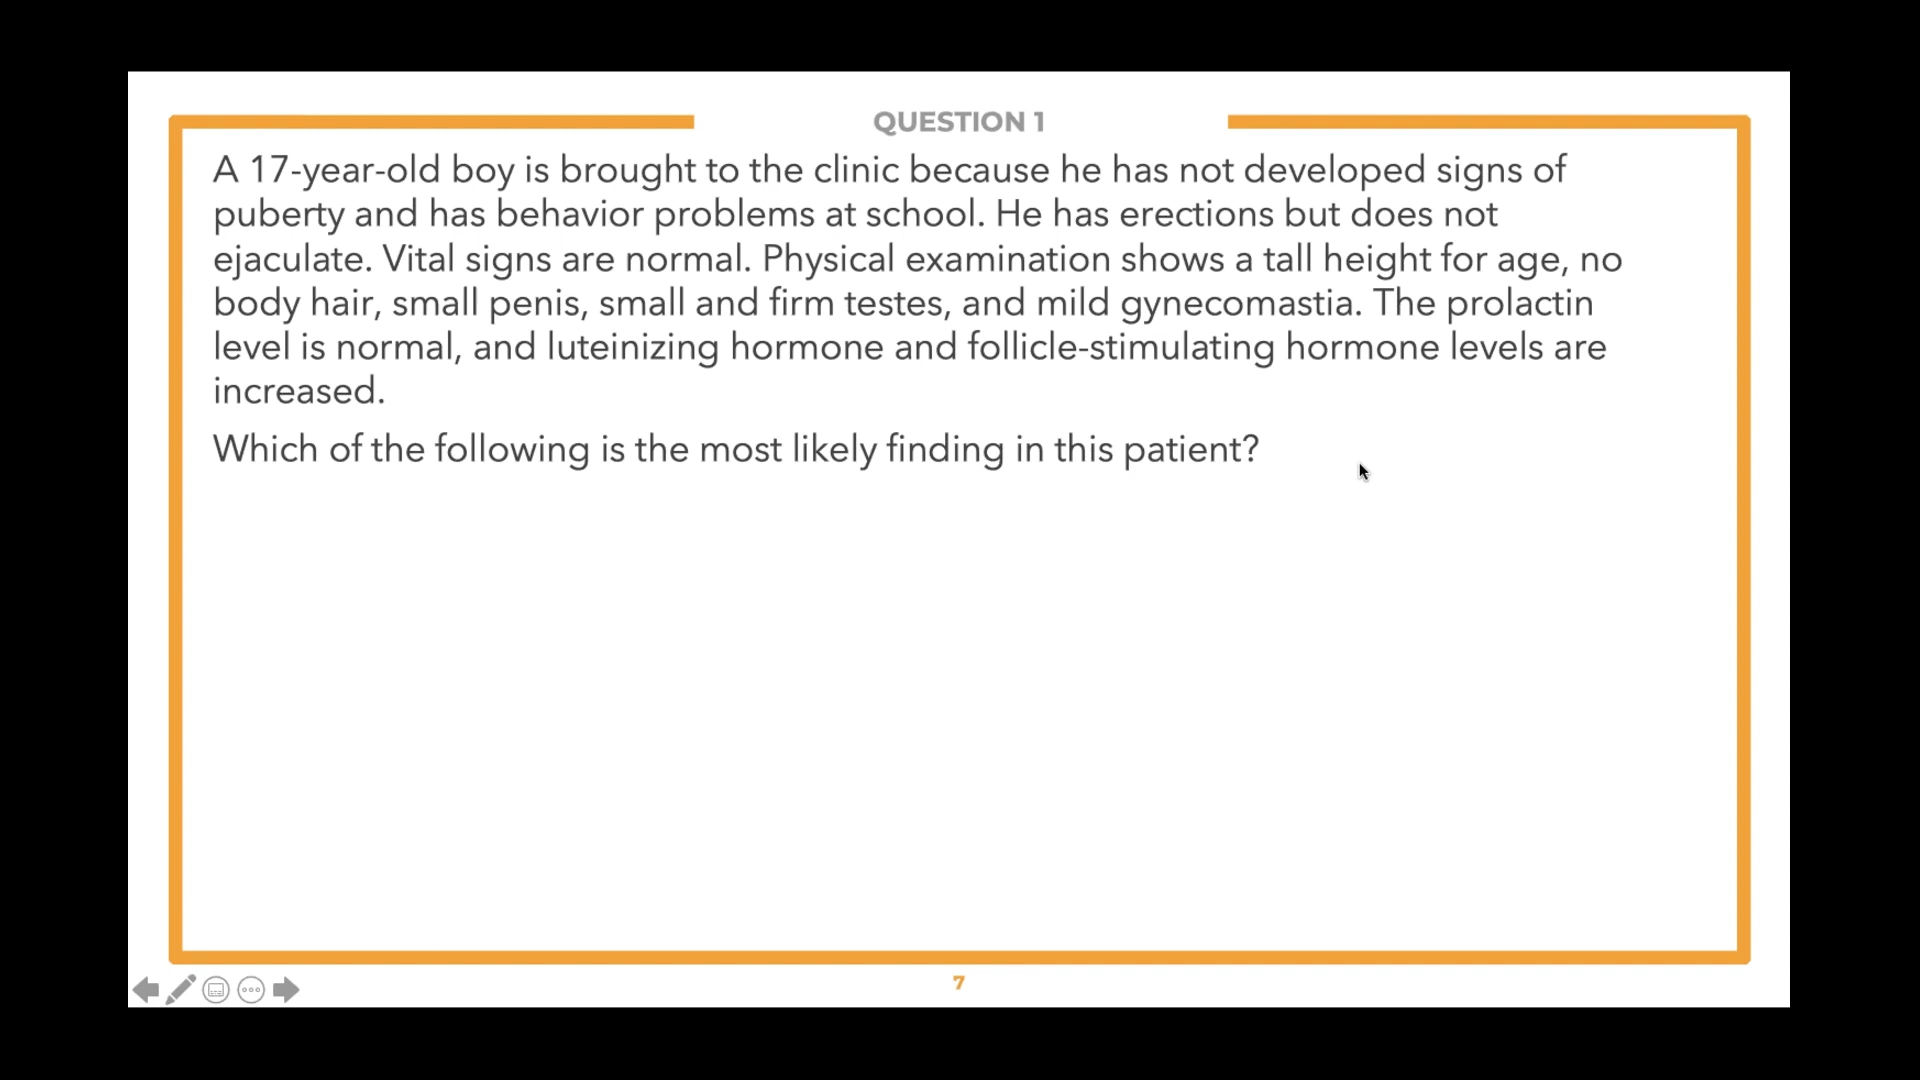 QUESTION 1
A 17-year-old boy is brought to the clinic because he has not developed signs of
puberty and has behavior problems at school. He has erections but does not
ejaculate. Vital signs are normal. Physical examination shows a tall height for age, no
body hair, small penis, small and firm testes, and mild gynecomastia. The prolactin
level is normal, and luteinizing hormone and follicle-stimulating hormone levels are
increased.
Which of the following is the most likely finding in this patient?
7